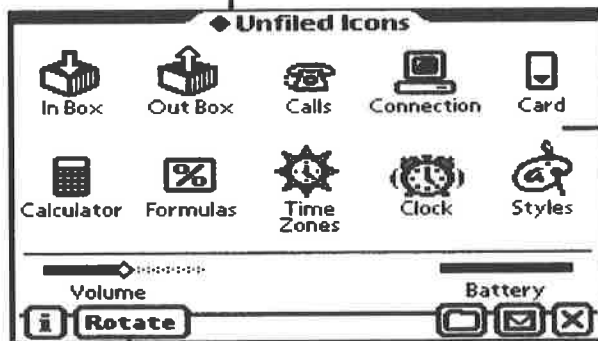 Unfiled Icons
In Box Out Box Calls Connection Card
Calculator Formulas Time Zones Clock Styles
Volume Battery
i Rotate